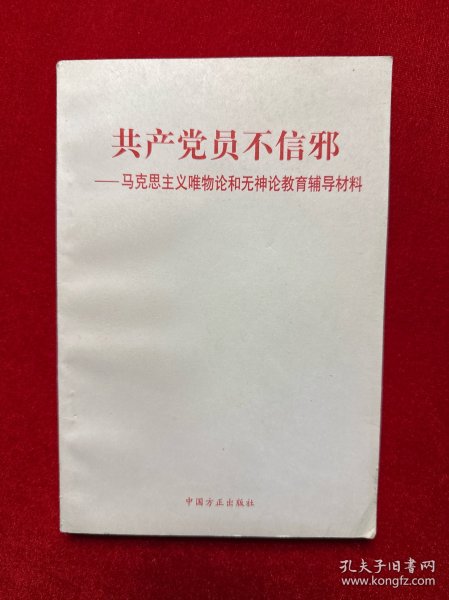 共产党员不信邪
——马克思主义唯物论和无神论教育辅导材料
中国方正出版社
孔夫子旧书网
www.kongfz.com